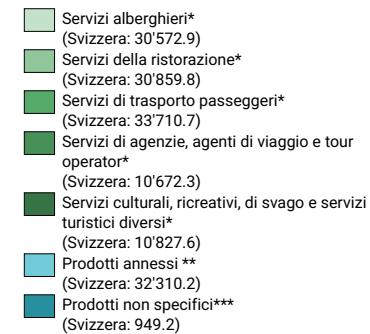 Servizi alberghieri*
(Svizzera: 30'572.9)
Servizi della ristorazione*
(Svizzera: 30'859.8)
Servizi di trasporto passeggeri*
(Svizzera: 33'710.7)
Servizi di agenzie, agenti di viaggio e tour
operator*
(Svizzera: 10'672.3)
Servizi culturali, ricreativi, di svago e servizi
turistici diversi*
(Svizzera: 10'827.6)
Prodotti annessi **
(Svizzera: 32'310.2)
Prodotti non specifici***
(Svizzera: 949.2)